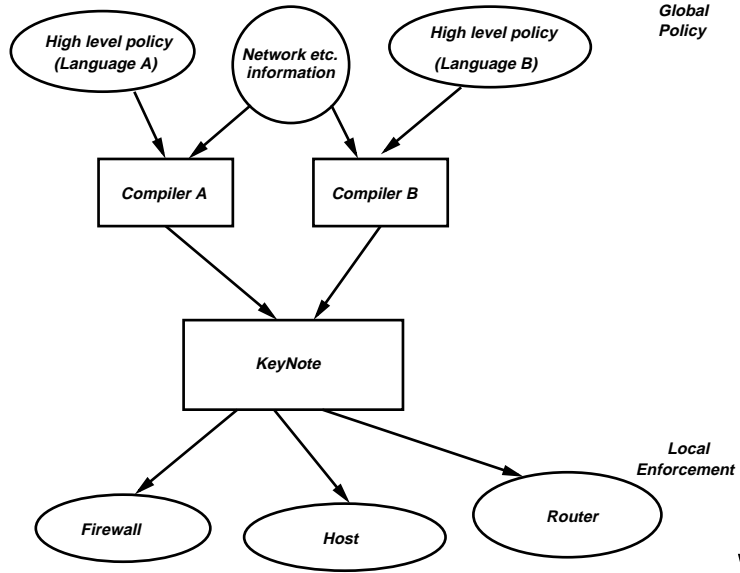 Global
Policy
High level policy
(Language A)
Network etc.
information
High level policy
(Language B)
Compiler A
Compiler B
KeyNote
Local
Enforcement
Firewall
Host
Router